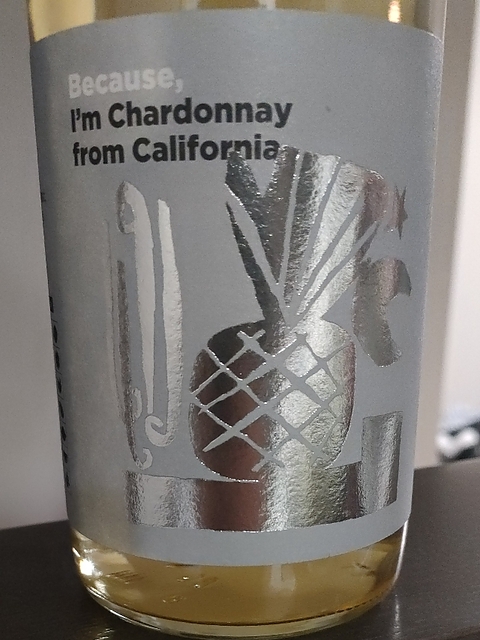 Because,
I'm Chardonnay
from California